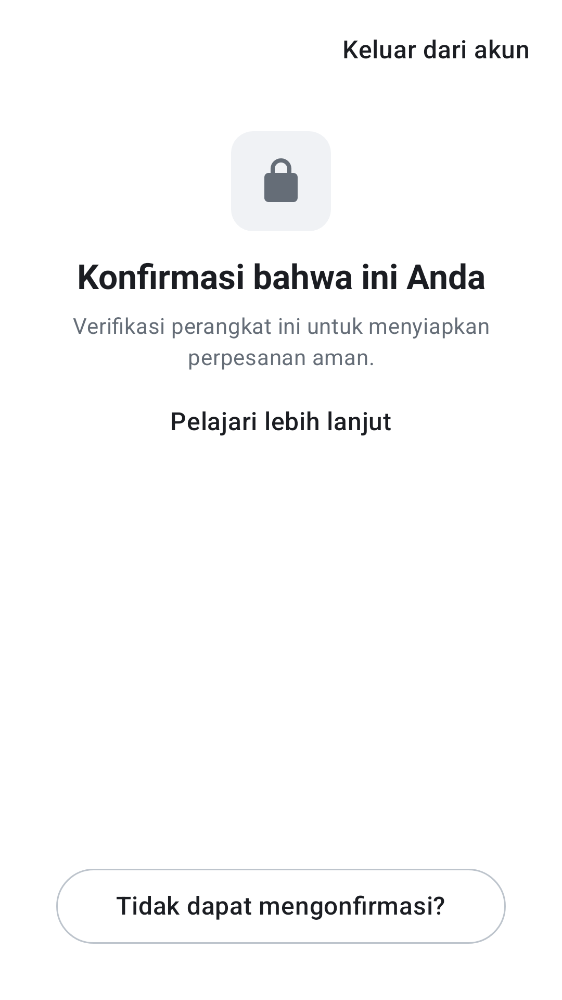 Keluar dari akun
Konfirmasi bahwa ini Anda
Verifikasi perangkat ini untuk menyiapkan
perpesanan aman.
Pelajari lebih lanjut
Tidak dapat mengonfirmasi?